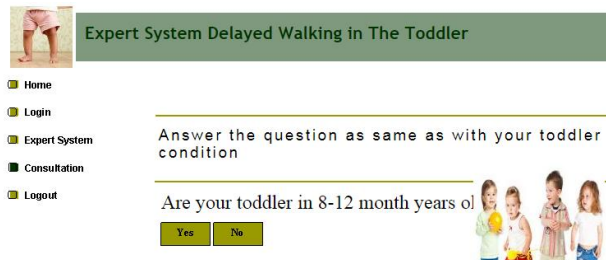 Expert System Delayed Walking in The Toddler
Home
Login
Expert System
Consultation
Logout
Answer the question as same as with your toddler
condition
Are your toddler in 8-12 month years
Yes
No